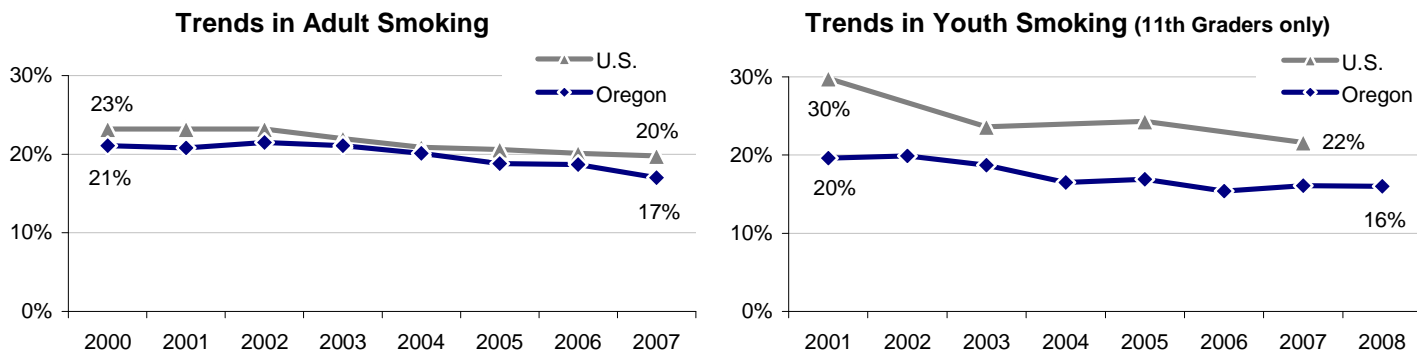 Trends in Adult Smoking
U.S.
Oregon
30%
20%
10%
0%
23%
21%
20%
17%
2000 2001 2002 2003 2004 2005 2006 2007
Trends in Youth Smoking (11th Graders only)
U.S.
Oregon
30%
20%
10%
0%
30%
20%
22%
16%
2001 2002 2003 2004 2005 2006 2007 2008